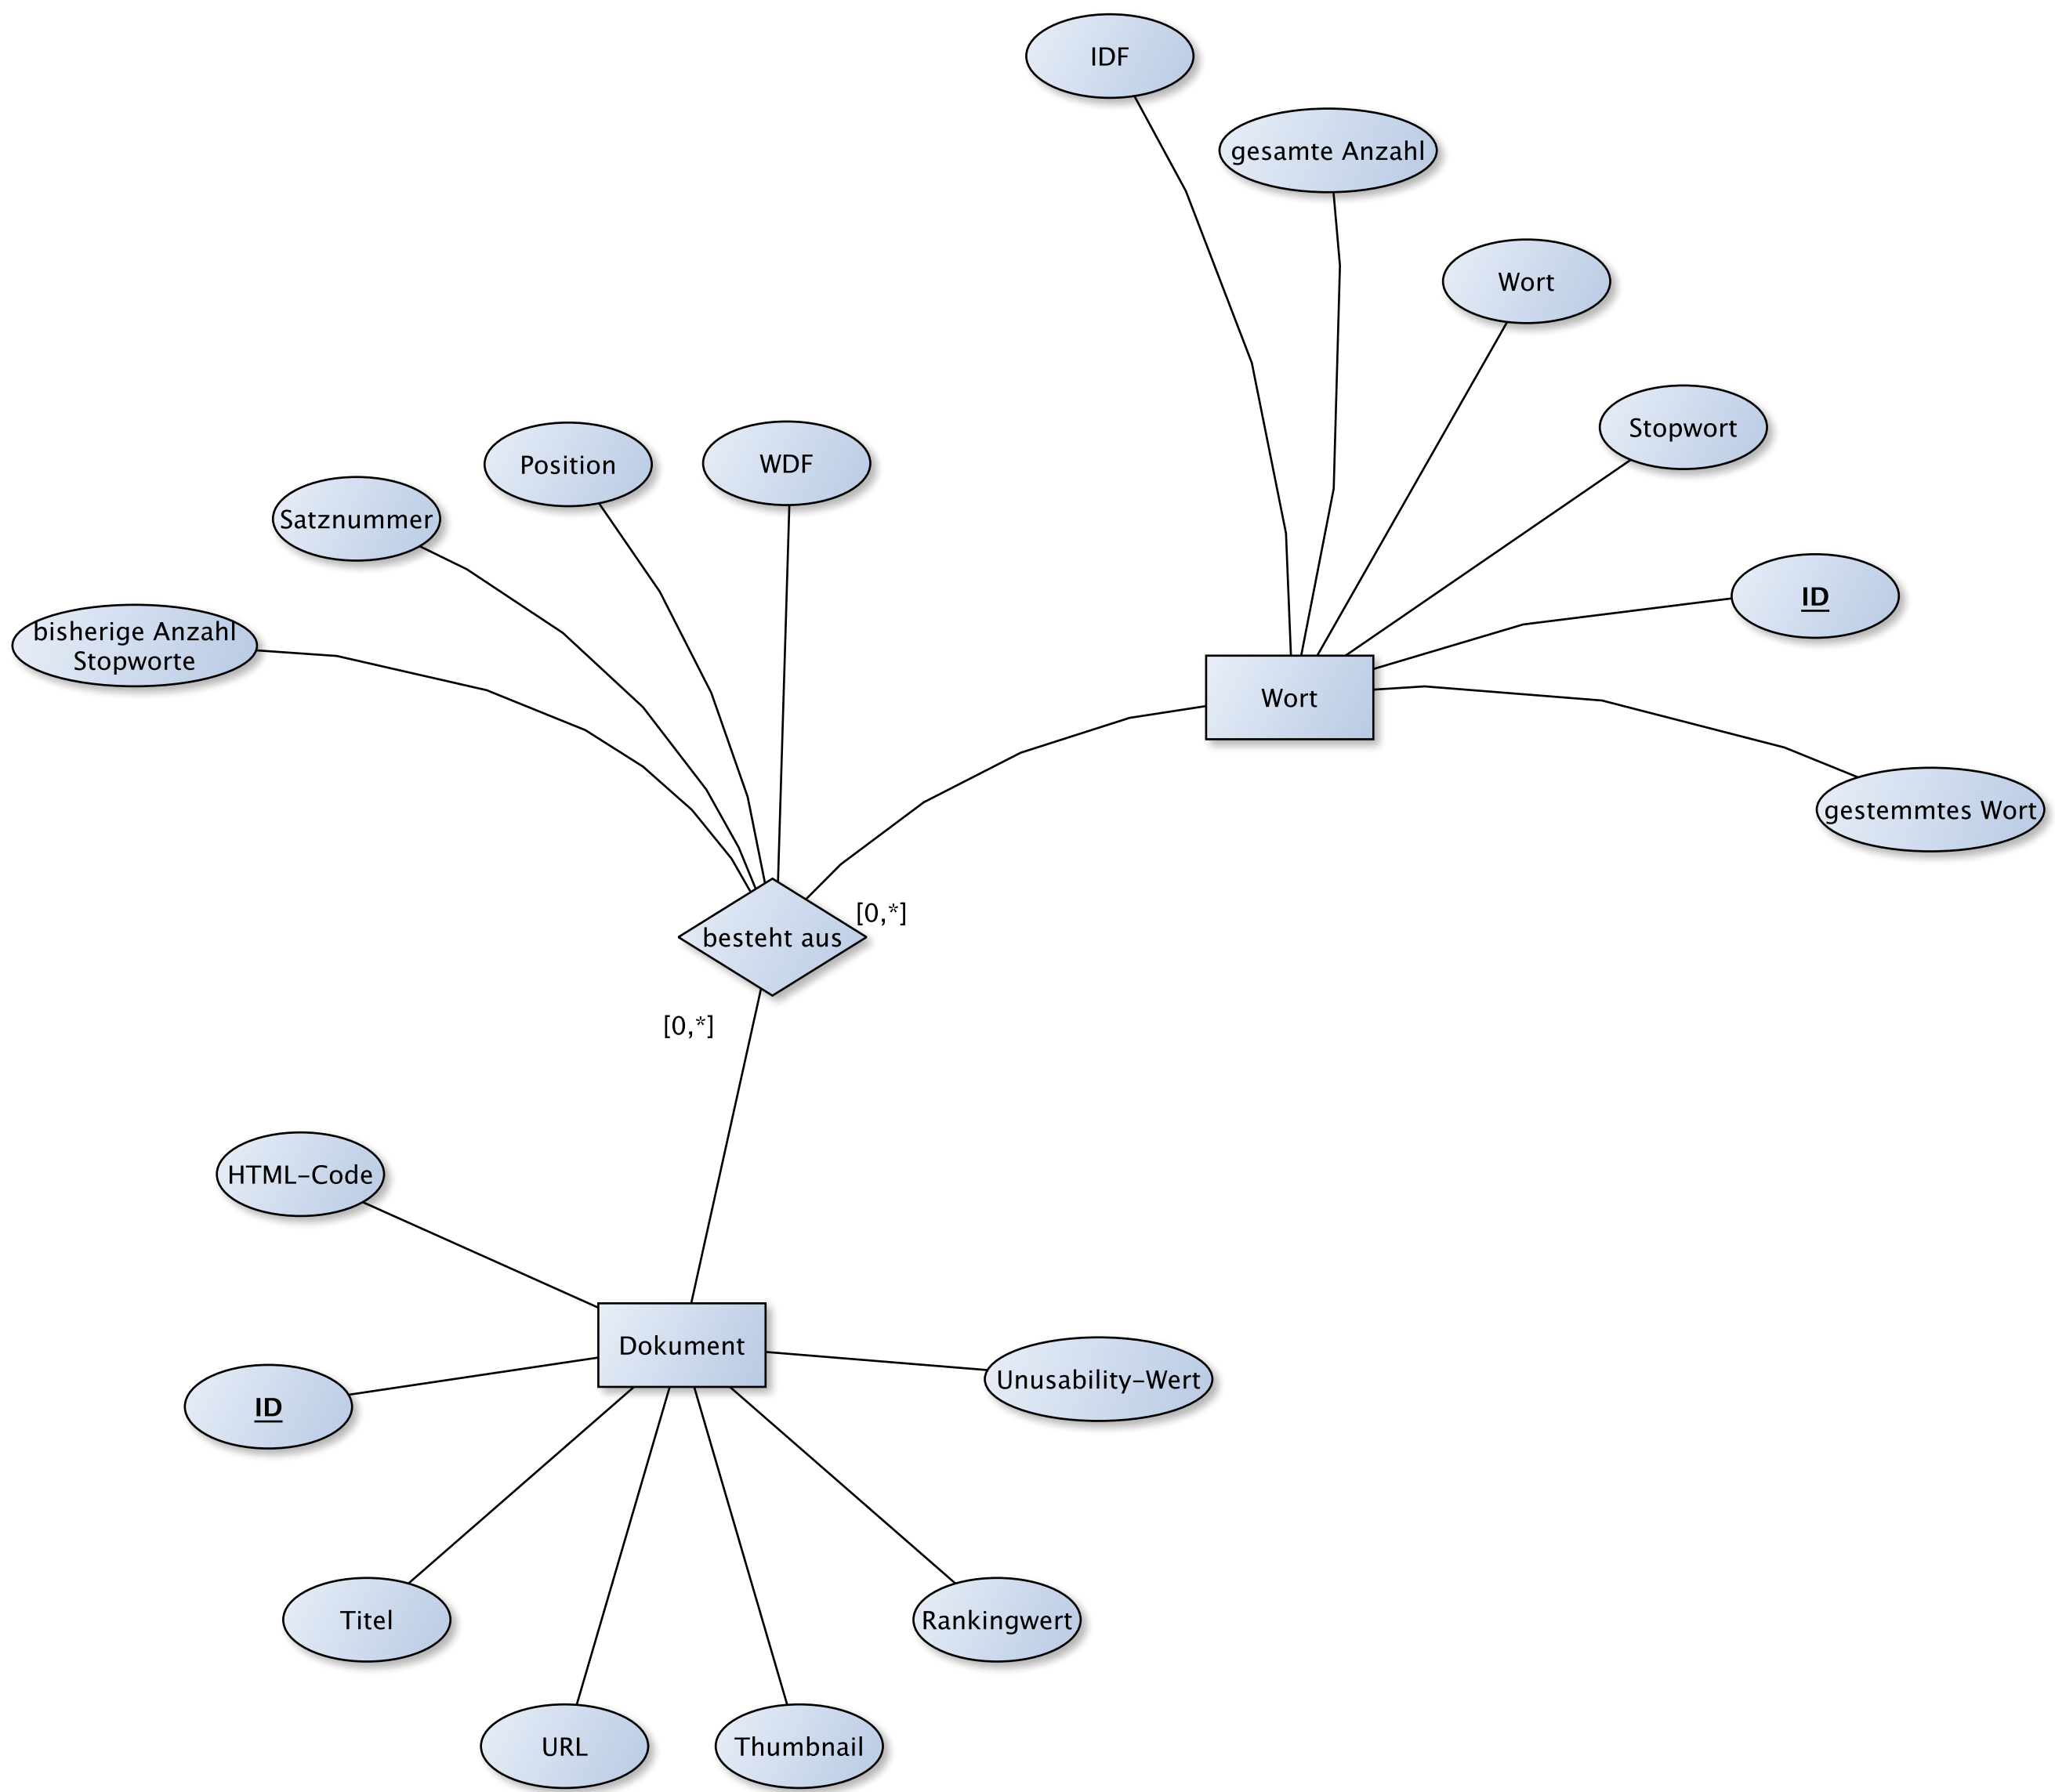 IDF
gesamte Anzahl
Wort
Stopwort
Position
WDF
Satznummer
ID
bisherige Anzahl
Stopworte
Wort
gestemmtes Wort
[0,*]
besteht aus
[0,*]
HTML-Code
Dokument
Unusability-Wert
ID
Titel
Rankingwert
URL
Thumbnail